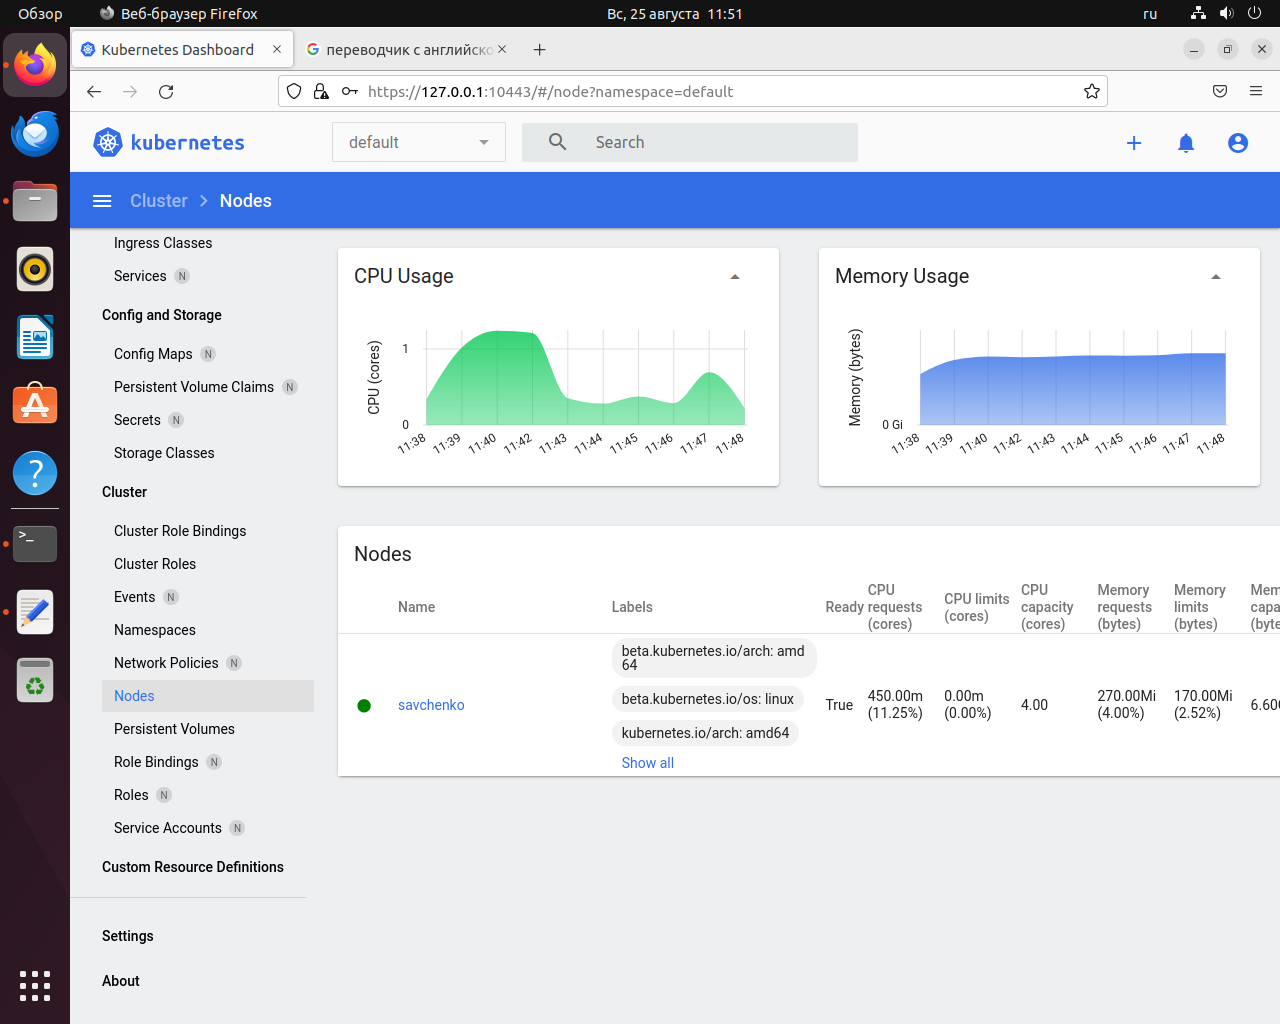 Обзор
Веб-браузер Firefox
Вс, 25 августа 11:51
ru
Kubernetes Dashboard
переводчик с английско
https://127.0.0.1:10443/#/node?namespace=default
kubernetes
default
Search
Cluster
Nodes
Ingress Classes
Services N
Config and Storage
Config Maps N
Persistent Volume Claims N
Secrets N
Storage Classes
Cluster
Cluster Role Bindings
Cluster Roles
Events N
Namespaces
Network Policies N
Nodes
Persistent Volumes
Role Bindings N
Roles N
Service Accounts N
Custom Resource Definitions
Settings
About
CPU Usage
CPU (cores)
1
0
11:38 11:39 11:40 11:42 11:43 11:44 11:45 11:46 11:47 11:48
Memory Usage
Memory (bytes)
0 Gi
11:38 11:39 11:40 11:42 11:43 11:44 11:45 11:46 11:47 11:48
Nodes
Name
Labels
Ready
CPU
requests
(cores)
CPU limits
(cores)
CPU
capacity
(cores)
Memory
requests
(bytes)
Memory
limits
(bytes)
Mem
capa
(byte
savchenko
beta.kubernetes.io/arch: amd
64
beta.kubernetes.io/os: linux
kubernetes.io/arch: amd64
Show all
True
450.00m
(11.25%)
0.00m
(0.00%)
4.00
270.00Mi
(4.00%)
170.00Mi
(2.52%)
6.60